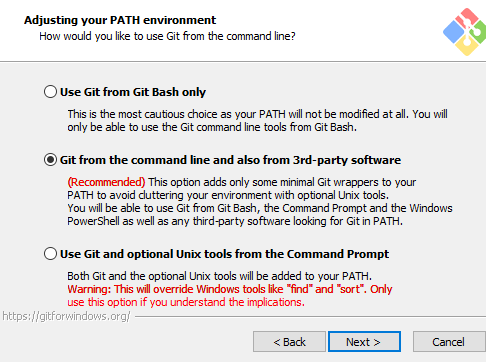 Adjusting your PATH environment
How would you like to use Git from the command line?
Use Git from Git Bash only
This is the most cautious choice as your PATH will not be modified at all. You will
only be able to use the Git command line tools from Git Bash.
Git from the command line and also from 3rd-party software
(Recommended) This option adds only some minimal Git wrappers to your
PATH to avoid cluttering your environment with optional Unix tools.
You will be able to use Git from Git Bash, the Command Prompt and the Windows
PowerShell as well as any third-party software looking for Git in PATH.
Use Git and optional Unix tools from the Command Prompt
Both Git and the optional Unix tools will be added to your PATH.
Warning: This will override Windows tools like "find" and "sort". Only
use this option if you understand the implications.
https://gitforwindows.org/
< Back
Next >
Cancel